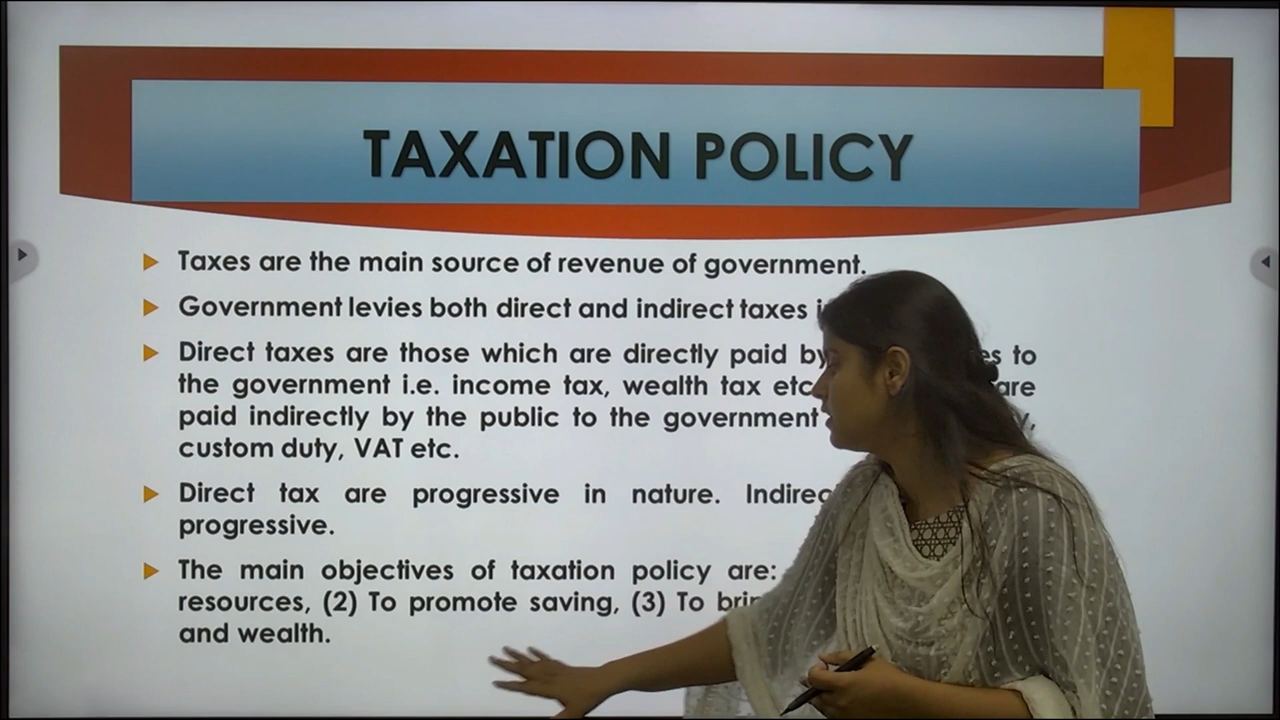 TAXATION POLICY
Taxes are the main source of revenue of government.
Government levies both direct and indirect taxes
Direct taxes are those which are directly paid by to
the government i.e. income tax, wealth tax etc are
paid indirectly by the public to the government
custom duty, VAT etc.
Direct tax are progressive in nature.
progressive.
The main objectives of taxation policy are:
resources, (2) To promote saving, (3) To
and wealth.